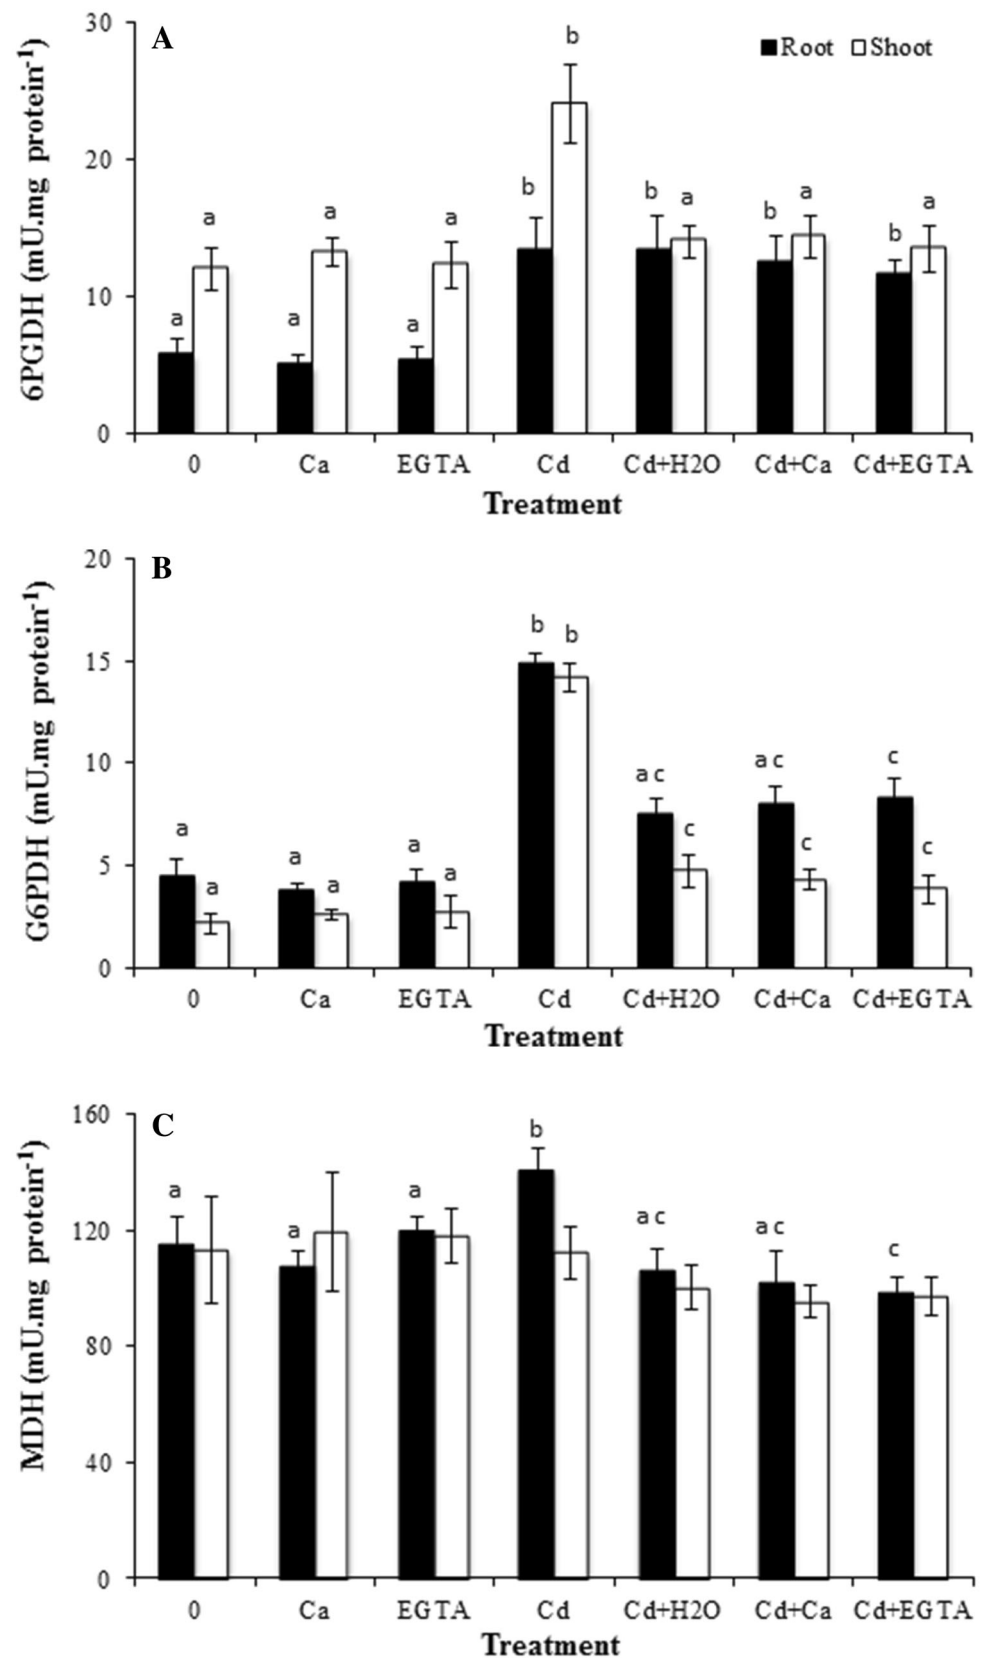 A
Root Shoot
6PGDH (mU.mg protein-1)
30
20
10
0
a a a a a a b b b a b a b a
0 Ca EGTA Cd Cd+H2O Cd+Ca Cd+EGTA
Treatment
B
G6PDH (mU.mg protein-1)
20
15
10
5
0
a a a a a a b b a c c a c c c c
0 Ca EGTA Cd Cd+H2O Cd+Ca Cd+EGTA
Treatment
C
MDH (mU.mg protein-1)
160
120
80
40
0
a a a b a c a c c
0 Ca EGTA Cd Cd+H2O Cd+Ca Cd+EGTA
Treatment